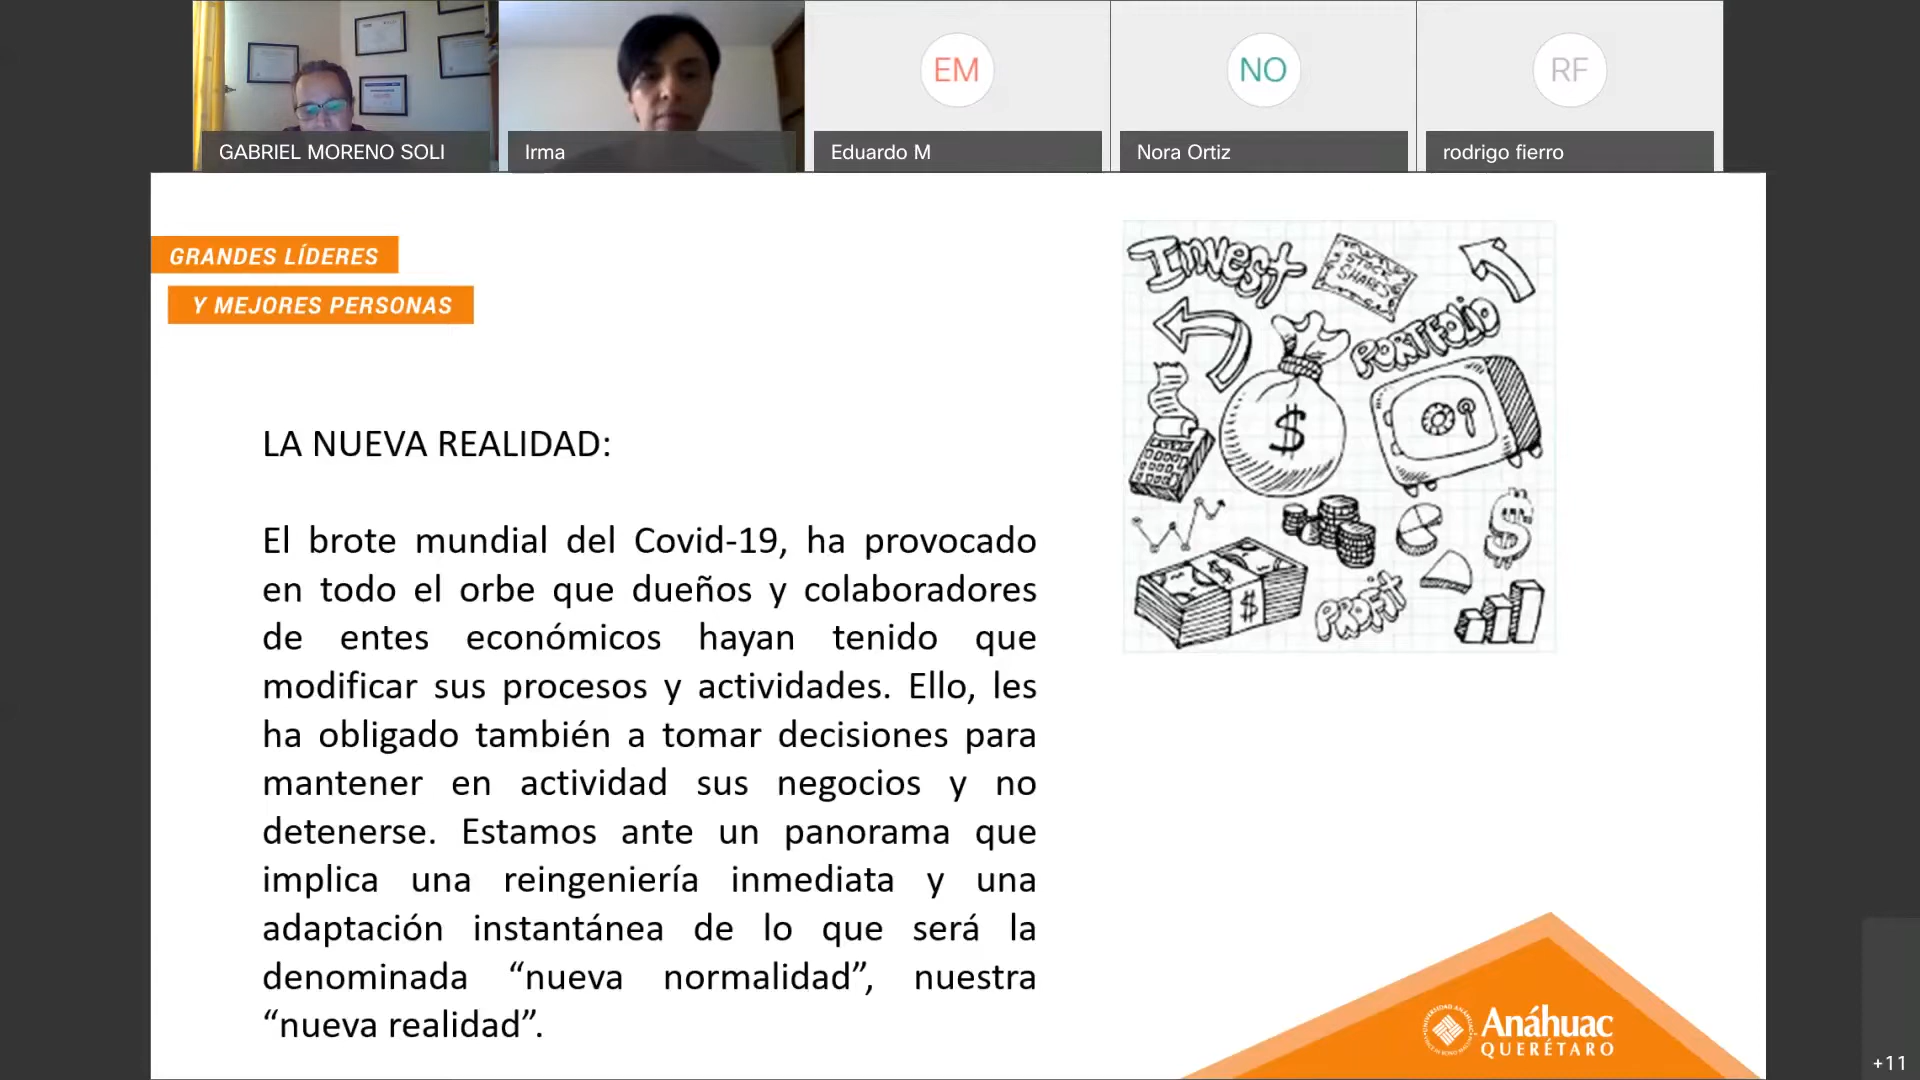 EM
NO
RF
GABRIEL MORENO SOLI
Irma
Eduardo M
Nora Ortiz
rodrigo fierro
GRANDES LÍDERES
Y MEJORES PERSONAS
Invest
STOCK
SHARES
PORTFOLIO
$
$
$
PROFIT
LA NUEVA REALIDAD:
El brote mundial del Covid-19, ha provocado
en todo el orbe que dueños y colaboradores
de entes económicos hayan tenido que
modificar sus procesos y actividades. Ello, les
ha obligado también a tomar decisiones para
mantener en actividad sus negocios y no
detenerse. Estamos ante un panorama que
implica una reingeniería inmediata y una
adaptación instantánea de lo que será la
denominada “nueva normalidad”, nuestra
“nueva realidad”.
Anáhuac
QUERÉTARO
+11